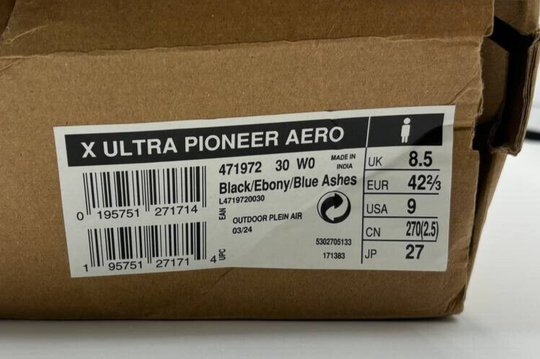 X ULTRA PIONEER AERO
471972 30 W0 MADE IN INDIA
Black/Ebony/Blue Ashes
L4719720030
0 195751 271714 EAN
OUTDOOR PLEIN AIR
03/24
1 95751 27171 4 UPC
5302705133
171383
UK 8.5
EUR 42⅔
USA 9
CN 270(2.5)
JP 27